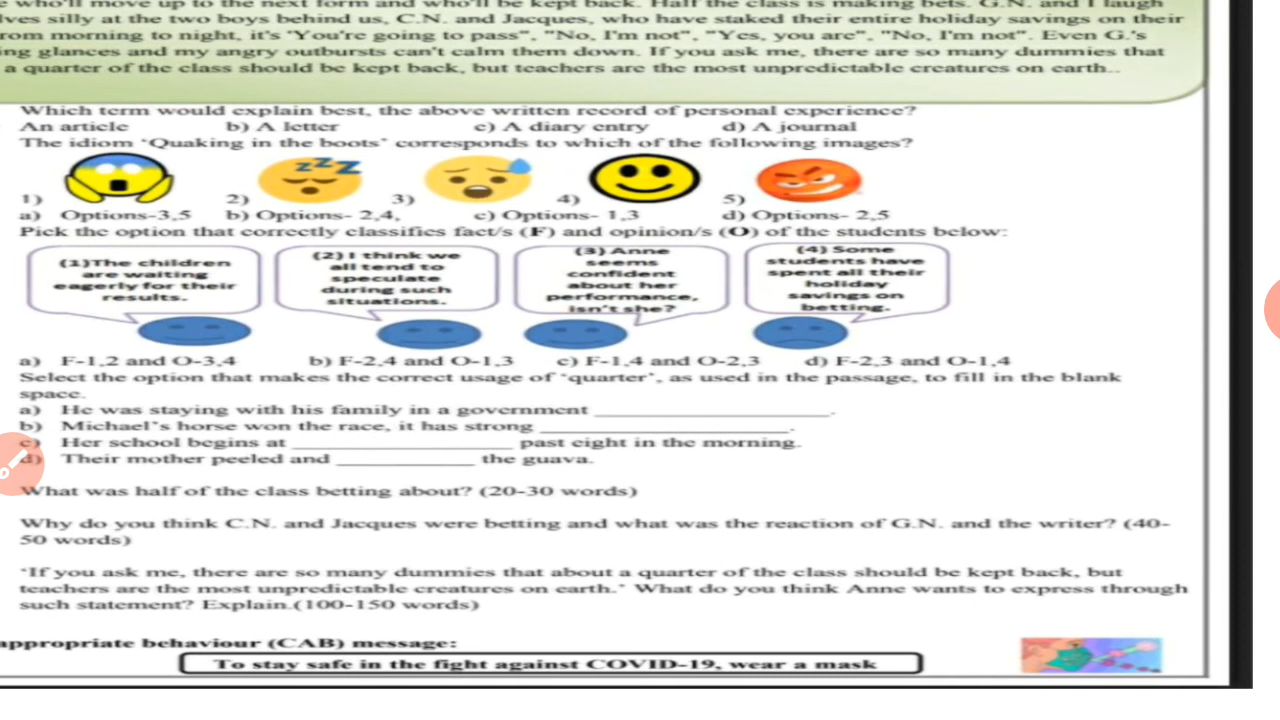 who'll move up to the next form and who'll be kept back. Half the class is making bets. G.N. and I laugh
lves silly at the two boys behind us, C.N. and Jacques, who have staked their entire holiday savings on their
rom morning to night, it's "You're going to pass", "No, I'm not", "Yes, you are", "No, I'm not". Even G.'s
ing glances and my angry outbursts can't calm them down. If you ask me, there are so many dummies that
a quarter of the class should be kept back, but teachers are the most unpredictable creatures on earth..
Which term would explain best, the above written record of personal experience?
An article b) A letter c) A diary entry d) A journal
The idiom 'Quaking in the boots' corresponds to which of the following images?
zzz
1) 2) 3) 4) 5)
a) Options-3,5 b) Options- 2,4, c) Options- 1,3 d) Options- 2,5
Pick the option that correctly classifies fact/s (F) and opinion/s (O) of the students below:
(1)The children
are waiting
eagerly for their
results.
(2) I think we
all tend to
speculate
during such
situations.
(3) Anne
seems
confident
about her
performance,
isn't she?
(4) Some
students have
spent all their
holiday
savings on
betting.
a) F-1,2 and O-3,4 b) F-2,4 and O-1,3 c) F-1,4 and O-2,3 d) F-2,3 and O-1,4
Select the option that makes the correct usage of 'quarter', as used in the passage, to fill in the blank
space.
a) He was staying with his family in a government ____________________.
b) Michael's horse won the race, it has strong ____________________.
c) Her school begins at ____________________ past eight in the morning.
d) Their mother peeled and ____________ the guava.
What was half of the class betting about? (20-30 words)
Why do you think C.N. and Jacques were betting and what was the reaction of G.N. and the writer? (40-
50 words)
'If you ask me, there are so many dummies that about a quarter of the class should be kept back, but
teachers are the most unpredictable creatures on earth.' What do you think Anne wants to express through
such statement? Explain.(100-150 words)
appropriate behaviour (CAB) message:
To stay safe in the fight against COVID-19, wear a mask